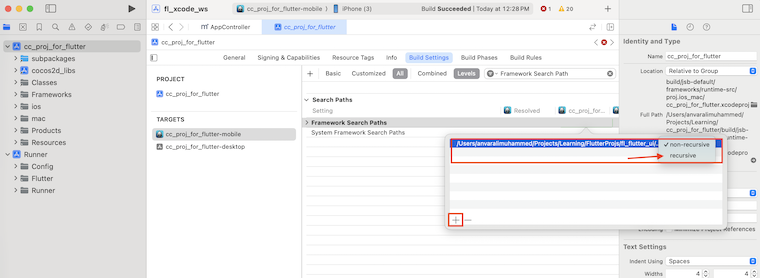 fl_xcode_ws
cc_proj_for_flutter-mobile
iPhone (3)
Build Succeeded | Today at 12:28 PM
1
20
AppController
cc_proj_for_flutter
cc_proj_for_flutter
cc_proj_for_flutter
subpackages
cocos2d_libs
Classes
Frameworks
ios
mac
Products
Resources
Runner
Config
Flutter
Runner
General
Signing & Capabilities
Resource Tags
Info
Build Settings
Build Phases
Build Rules
PROJECT
cc_proj_for_flutter
TARGETS
cc_proj_for_flutter-mobile
cc_proj_for_flutter-desktop
Basic
Customized
All
Combined
Levels
Framework Search Path
Search Paths
Setting
Resolved
cc_proj_for...
Framework Search Paths
System Framework Search Paths
/Users/anvaralimuhammed/Projects/Learning/FlutterProjs/fl_flutter_ui/
non-recursive
recursive
Identity and Type
Name
cc_proj_for_flutter
Location
Relative to Group
build/jsb-default/
frameworks/runtime-src/
proj.ios_mac/
cc_proj_for_flutter.xcodeproj
Full Path
/Users/
anvaralimuhammed/
Projects/Learning/
cc_proj_for_flutter/build/jsb-
Minimized Project References
Text Settings
Indent Using
Spaces
Widths
4
4